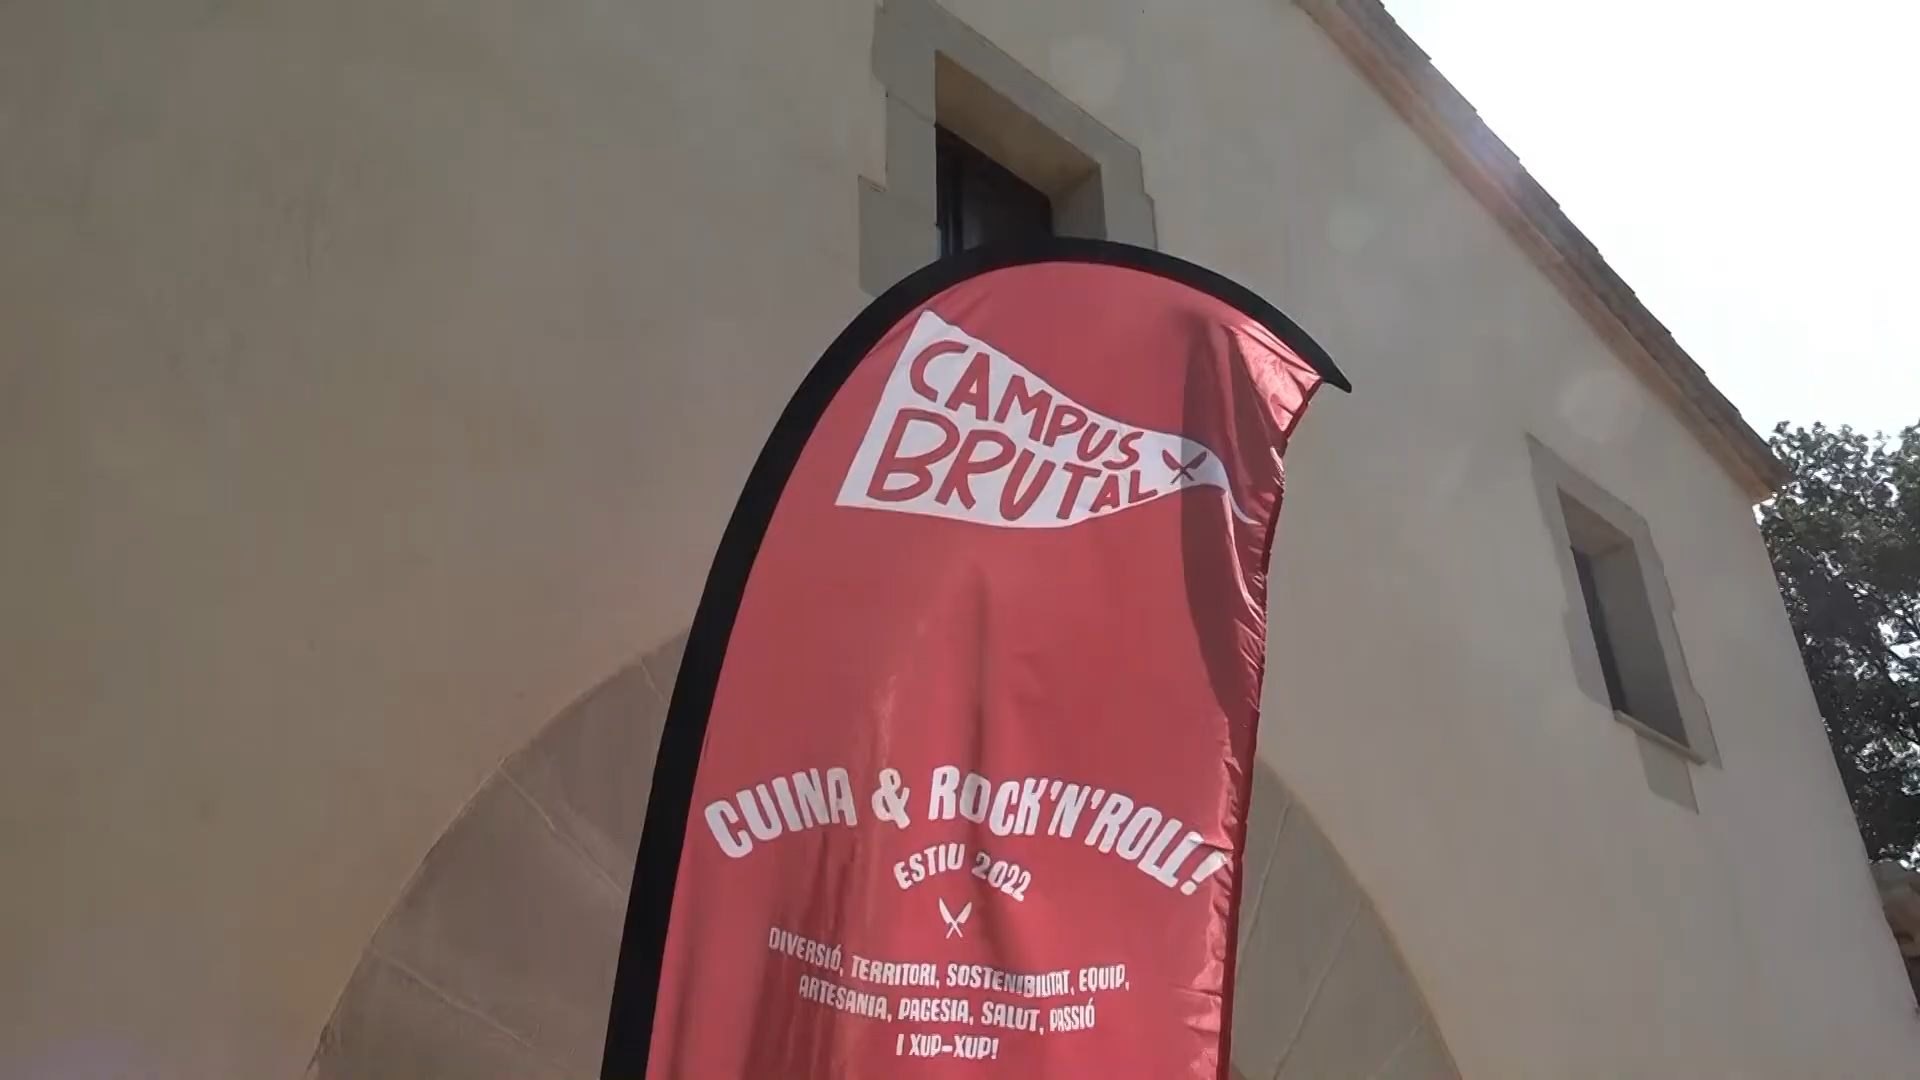 CAMPUS
BRUTAL
CUINA & ROCK'N'ROLL!
ESTIU 2022
DIVERSIÓ, TERRITORI, SOSTENIBILITAT, EQUIP,
ARTESANIA, PAGESIA, SALUT, PASSIÓ
I XUP-XUP!